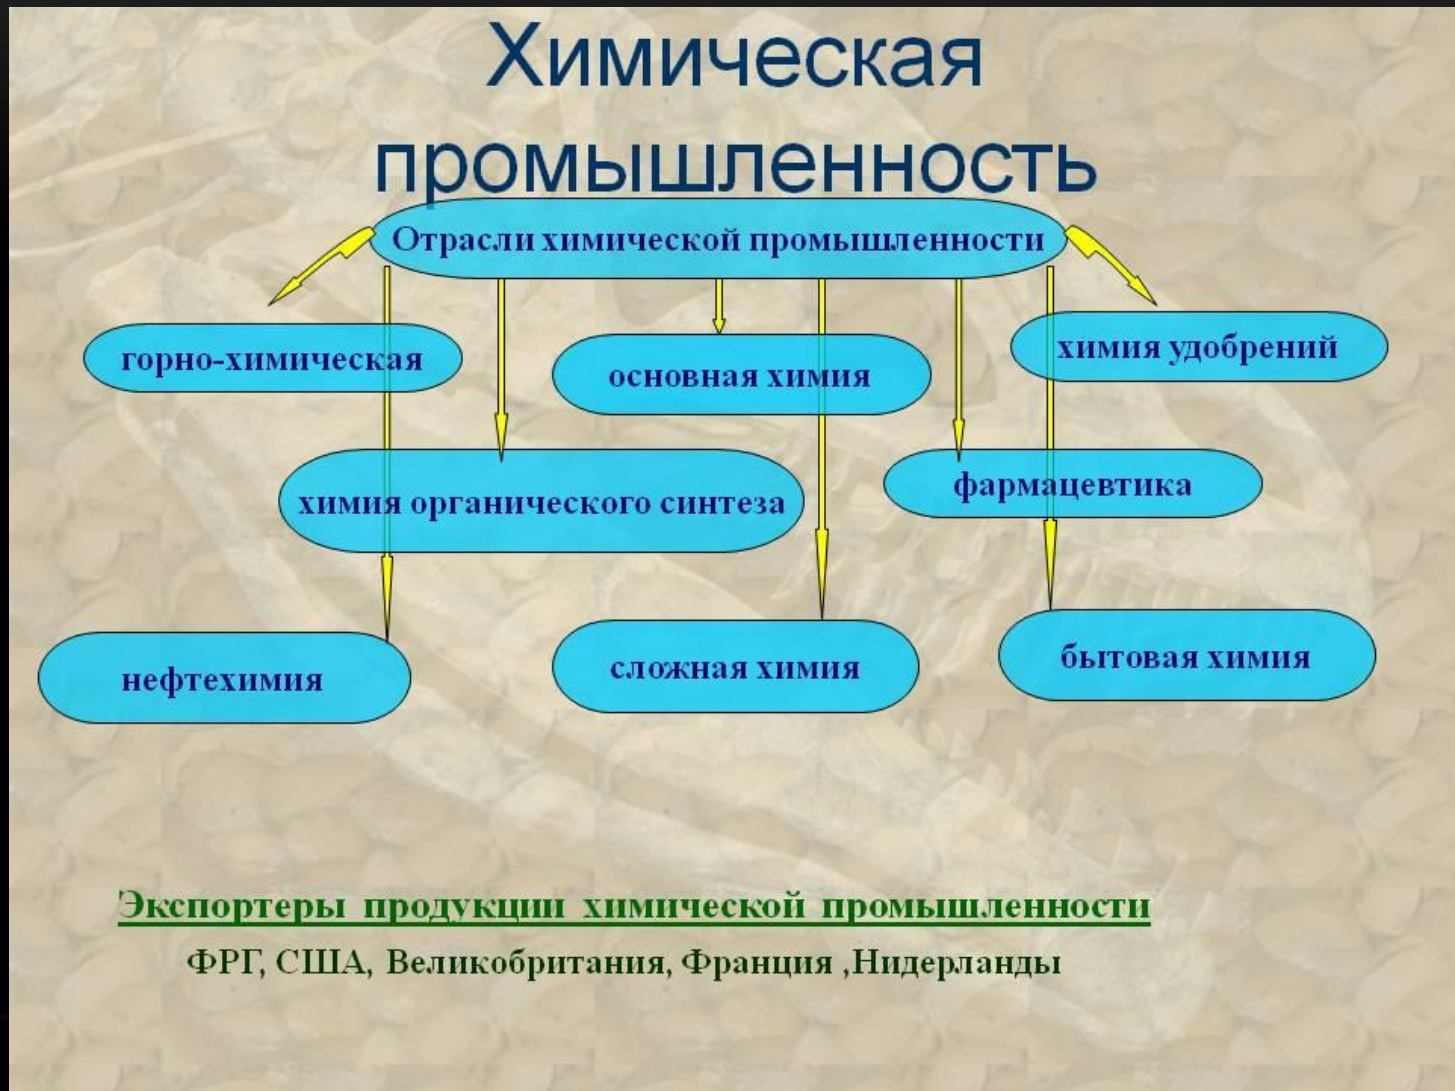 Химическая
промышленность
Отрасли химической промышленности
горно-химическая
основная химия
химия удобрений
химия органического синтеза
фармацевтика
нефтехимия
сложная химия
бытовая химия
Экспортеры продукции химической промышленности
ФРГ, США, Великобритания, Франция ,Нидерланды